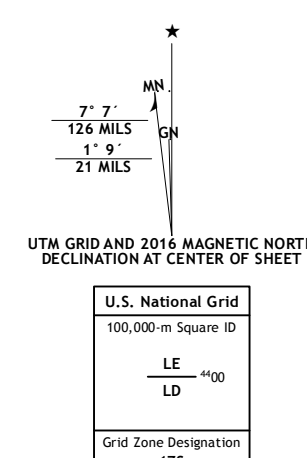 ★
MN
7° 7´
126 MILS
GN
1° 9´
21 MILS
UTM GRID AND 2016 MAGNETIC NORTH
DECLINATION AT CENTER OF SHEET
U.S. National Grid
100,000-m Square ID
LE
4400
LD
Grid Zone Designation